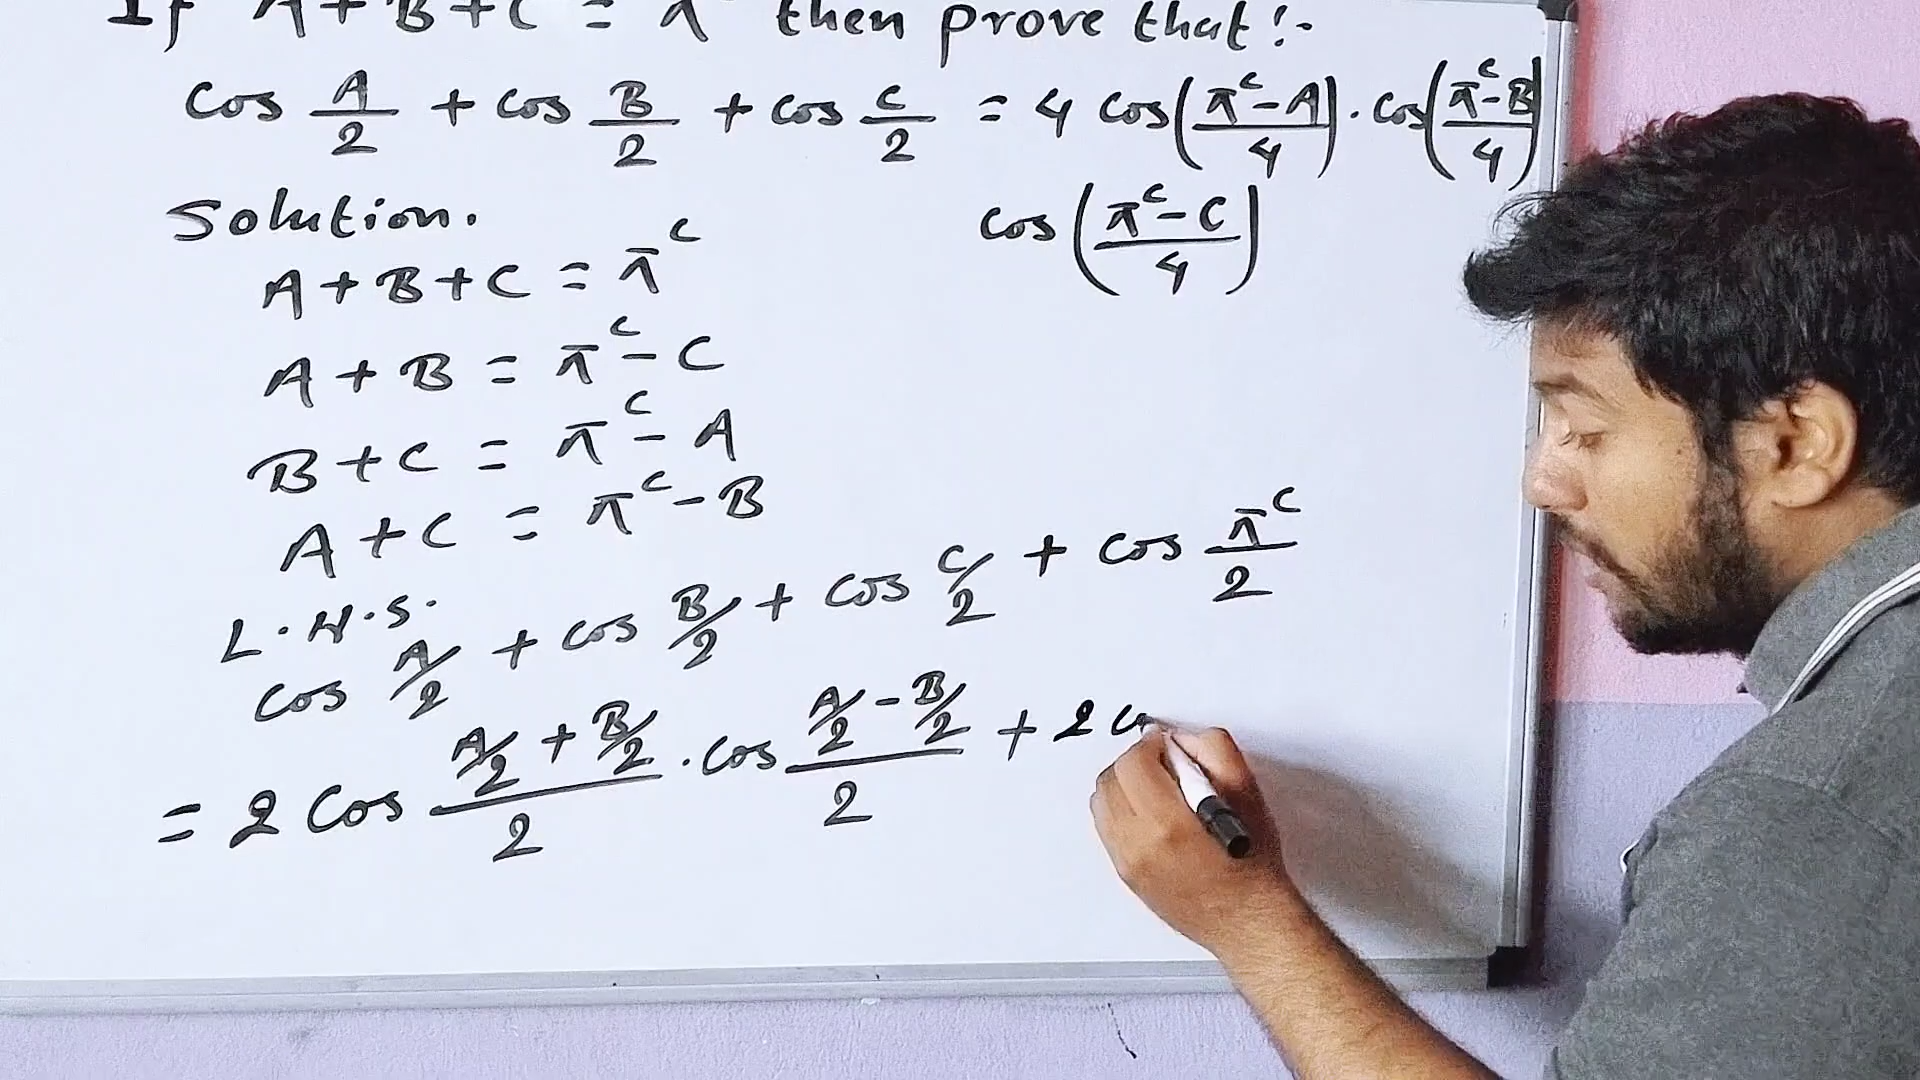 If A + B + C = π^c then prove that :-
cos A/2 + cos B/2 + cos C/2 = 4 cos((π^c - A)/4) . cos((π^c - B)/4)
cos((π^c - C)/4)
Solution.
A + B + C = π^c
A + B = π^c - C
B + C = π^c - A
A + C = π^c - B
L.H.S.
cos A/2 + cos B/2 + cos C/2 + cos π^c/2
= 2 cos (A/2 + B/2)/2 . cos (A/2 - B/2)/2 + 2 co